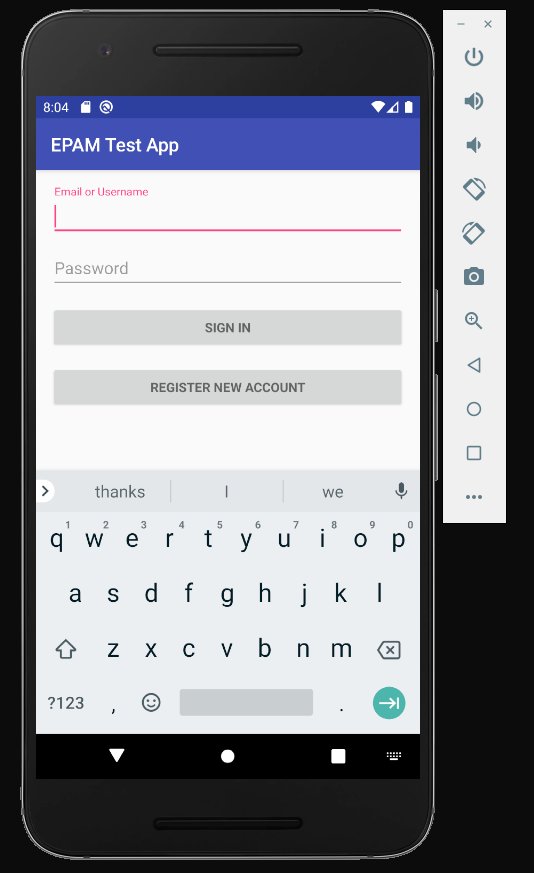 8:04
EPAM Test App
Email or Username
Password
SIGN IN
REGISTER NEW ACCOUNT
thanks I we
1 2 3 4 5 6 7 8 9 0
q w e r t y u i o p
a s d f g h j k l
z x c v b n m
?123 , .